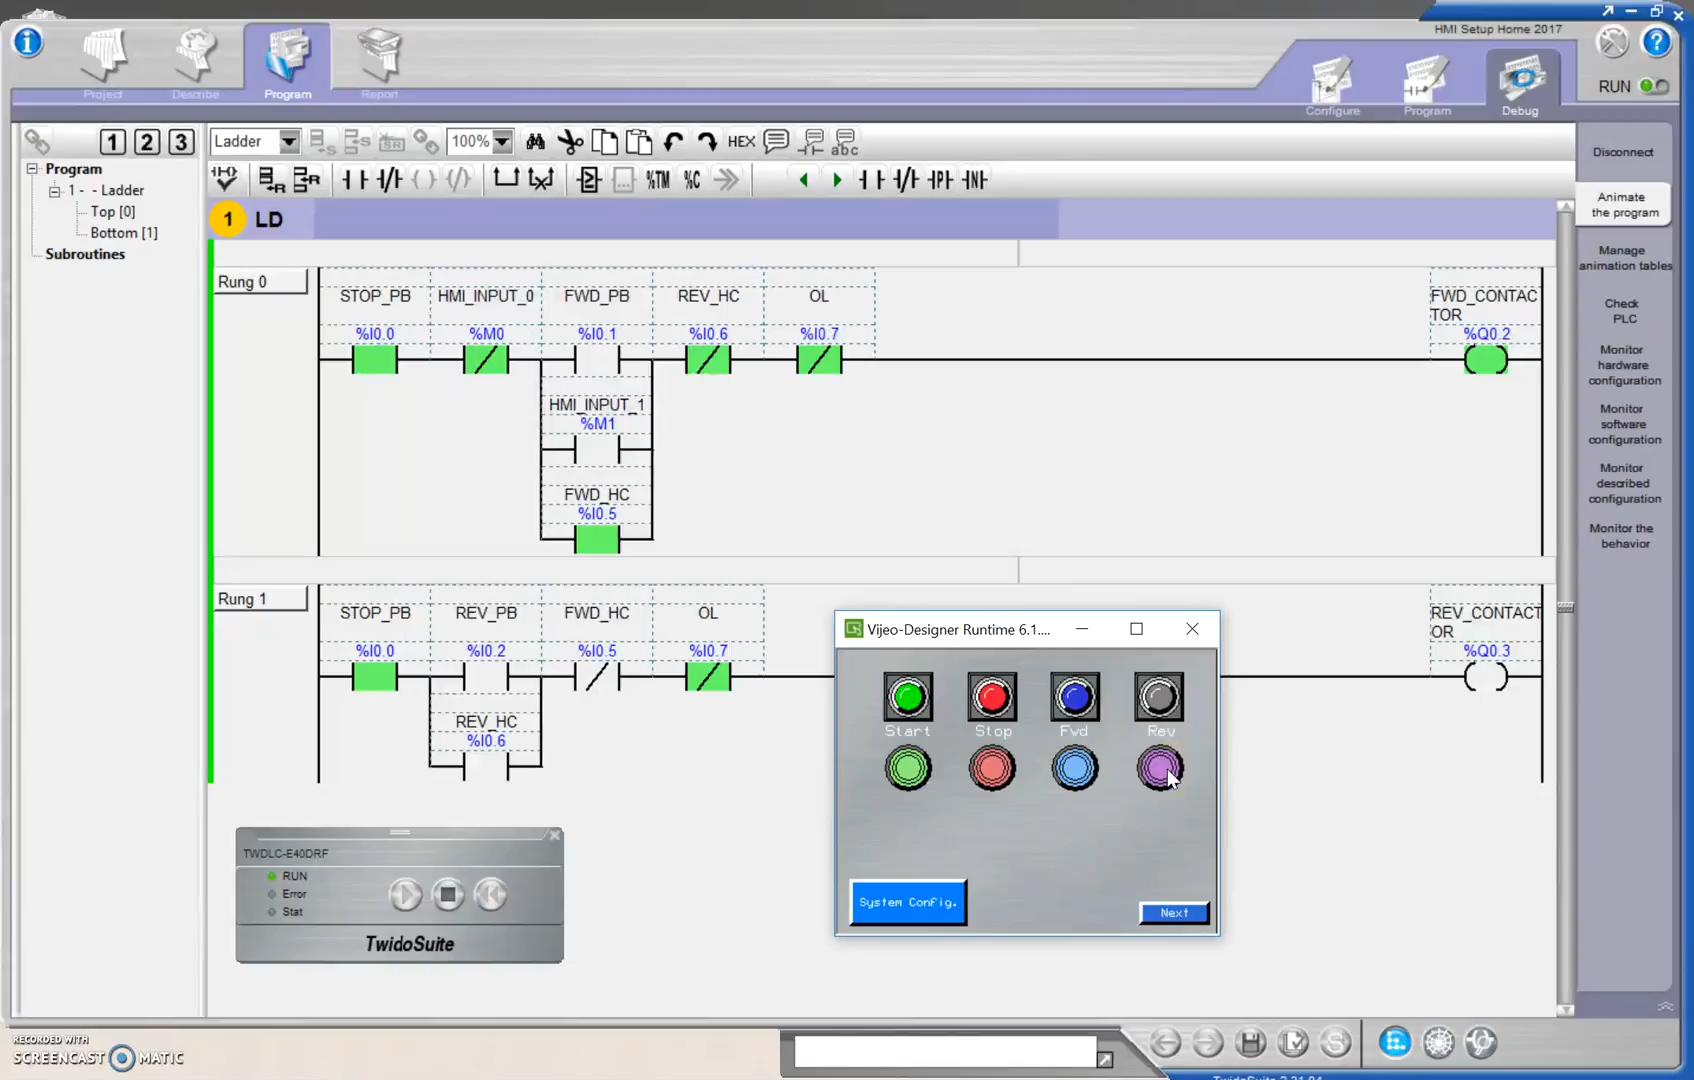 HMI Setup Home 2017
Project
Describe
Program
Report
Configure
Program
Debug
RUN
1 2 3
Ladder
100%
HEX
abc
%TM
%C
Program
1 - - Ladder
Top [0]
Bottom [1]
Subroutines
1 LD
Rung 0
STOP_PB
%I0.0
HMI_INPUT_0
%M0
FWD_PB
%I0.1
REV_HC
%I0.6
OL
%I0.7
FWD_CONTAC
TOR
%Q0.2
HMI_INPUT_1
%M1
FWD_HC
%I0.5
Rung 1
STOP_PB
%I0.0
REV_PB
%I0.2
FWD_HC
%I0.5
OL
%I0.7
REV_CONTACT
OR
%Q0.3
REV_HC
%I0.6
Vijeo-Designer Runtime 6.1....
Start
Stop
Fwd
Rev
System Config.
Next
TWDLC-E40DRF
RUN
Error
Stat
TwidoSuite
Disconnect
Animate
the program
Manage
animation tables
Check
PLC
Monitor
hardware
configuration
Monitor
software
configuration
Monitor
described
configuration
Monitor the
behavior
RECORDED WITH
SCREENCAST MATIC